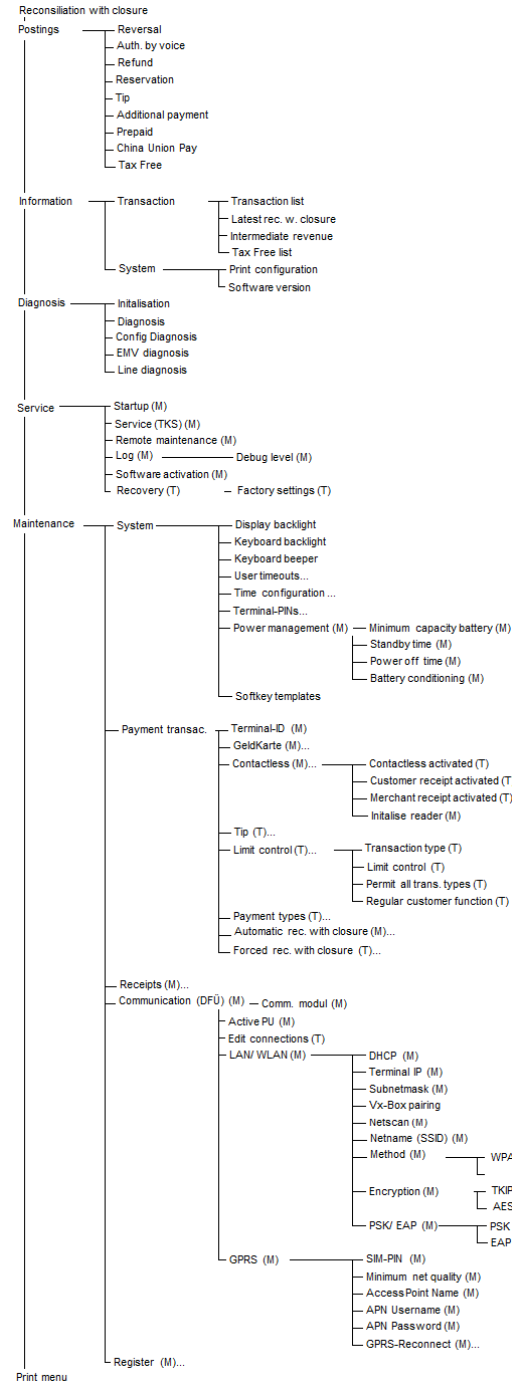 Reconsiliation with closure
Postings
Reversal
Auth. by voice
Refund
Reservation
Tip
Additional payment
Prepaid
China Union Pay
Tax Free
Information
Transaction
Transaction list
Latest rec. w. closure
Intermediate revenue
Tax Free list
System
Print configuration
Software version
Diagnosis
Initalisation
Diagnosis
Config Diagnosis
EMV diagnosis
Line diagnosis
Service
Startup (M)
Service (TKS) (M)
Remote maintenance (M)
Log (M)
Debug level (M)
Software activation (M)
Recovery (T)
Factory settings (T)
Maintenance
System
Display backlight
Keyboard backlight
Keyboard beeper
User timeouts...
Time configuration ...
Terminal-PINs...
Power management (M)
Minimum capacity battery (M)
Standby time (M)
Power off time (M)
Battery conditioning (M)
Softkey templates
Payment transac.
Terminal-ID (M)
GeldKarte (M)...
Contactless (M)...
Contactless activated (T)
Customer receipt activated (T
Merchant receipt activated (T
Initalise reader (M)
Tip (T)...
Limit control (T)...
Transaction type (T)
Limit control (T)
Permit all trans. types (T)
Regular customer function (T)
Payment types (T)...
Automatic rec. with closure (M)...
Forced rec. with closure (T)...
Receipts (M)...
Communication (DFÜ) (M)
Comm. modul (M)
Active PU (M)
Edit connections (T)
LAN/ WLAN (M)
DHCP (M)
Terminal IP (M)
Subnetmask (M)
Vx-Box pairing
Netscan (M)
Netname (SSID) (M)
Method (M)
WPA
Encryption (M)
TKIP
AES
PSK/ EAP (M)
PSK
EAP
GPRS (M)
SIM-PIN (M)
Minimum net quality (M)
Access Point Name (M)
APN Username (M)
APN Password (M)
GPRS-Reconnect (M)...
Register (M)...
Print menu